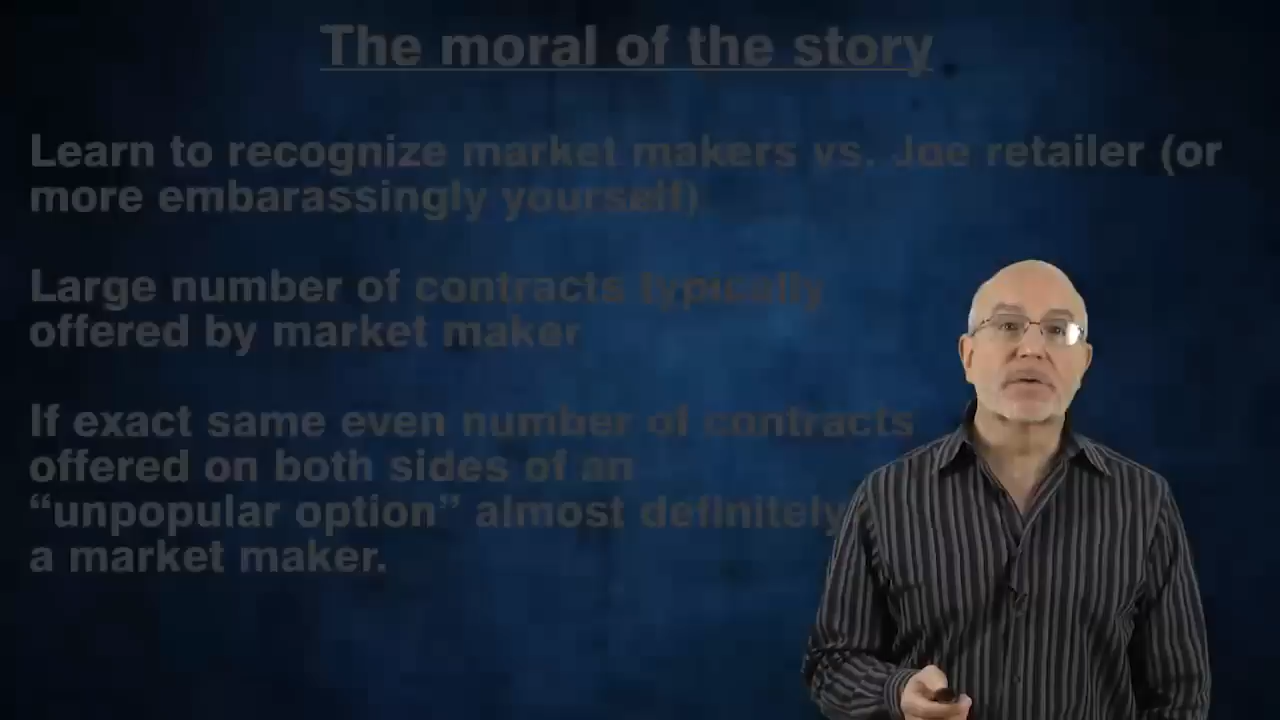 The moral of the story
Learn to recognize market makers vs. Joe retailer (or
more embarassingly yourself)
Large number of contracts typically
offered by market maker
If exact same even number of contracts
offered on both sides of an
“unpopular option” almost definitely
a market maker.